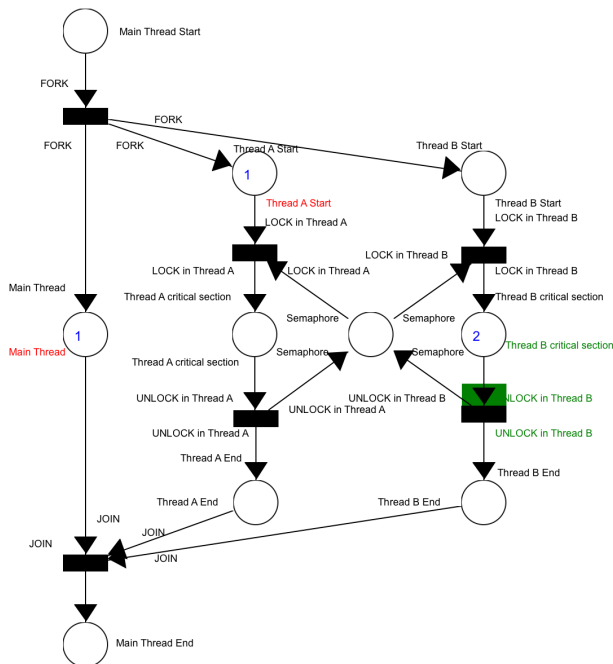 Main Thread Start
FORK
FORK
Thread A Start
Thread B Start
FORK
FORK
1
Thread A Start
Thread B Start
LOCK in Thread A
LOCK in Thread B
LOCK in Thread B
LOCK in Thread A
LOCK in Thread A
LOCK in Thread B
Main Thread
Thread A critical section
Thread B critical section
Semaphore
Semaphore
1
2
Main Thread
Thread B critical section
Semaphore
Semaphore
Thread A critical section
UNLOCK in Thread A
UNLOCK in Thread B
UNLOCK in Thread B
UNLOCK in Thread A
UNLOCK in Thread A
UNLOCK in Thread B
Thread A End
Thread B End
Thread A End
Thread B End
JOIN
JOIN
JOIN
JOIN
Main Thread End